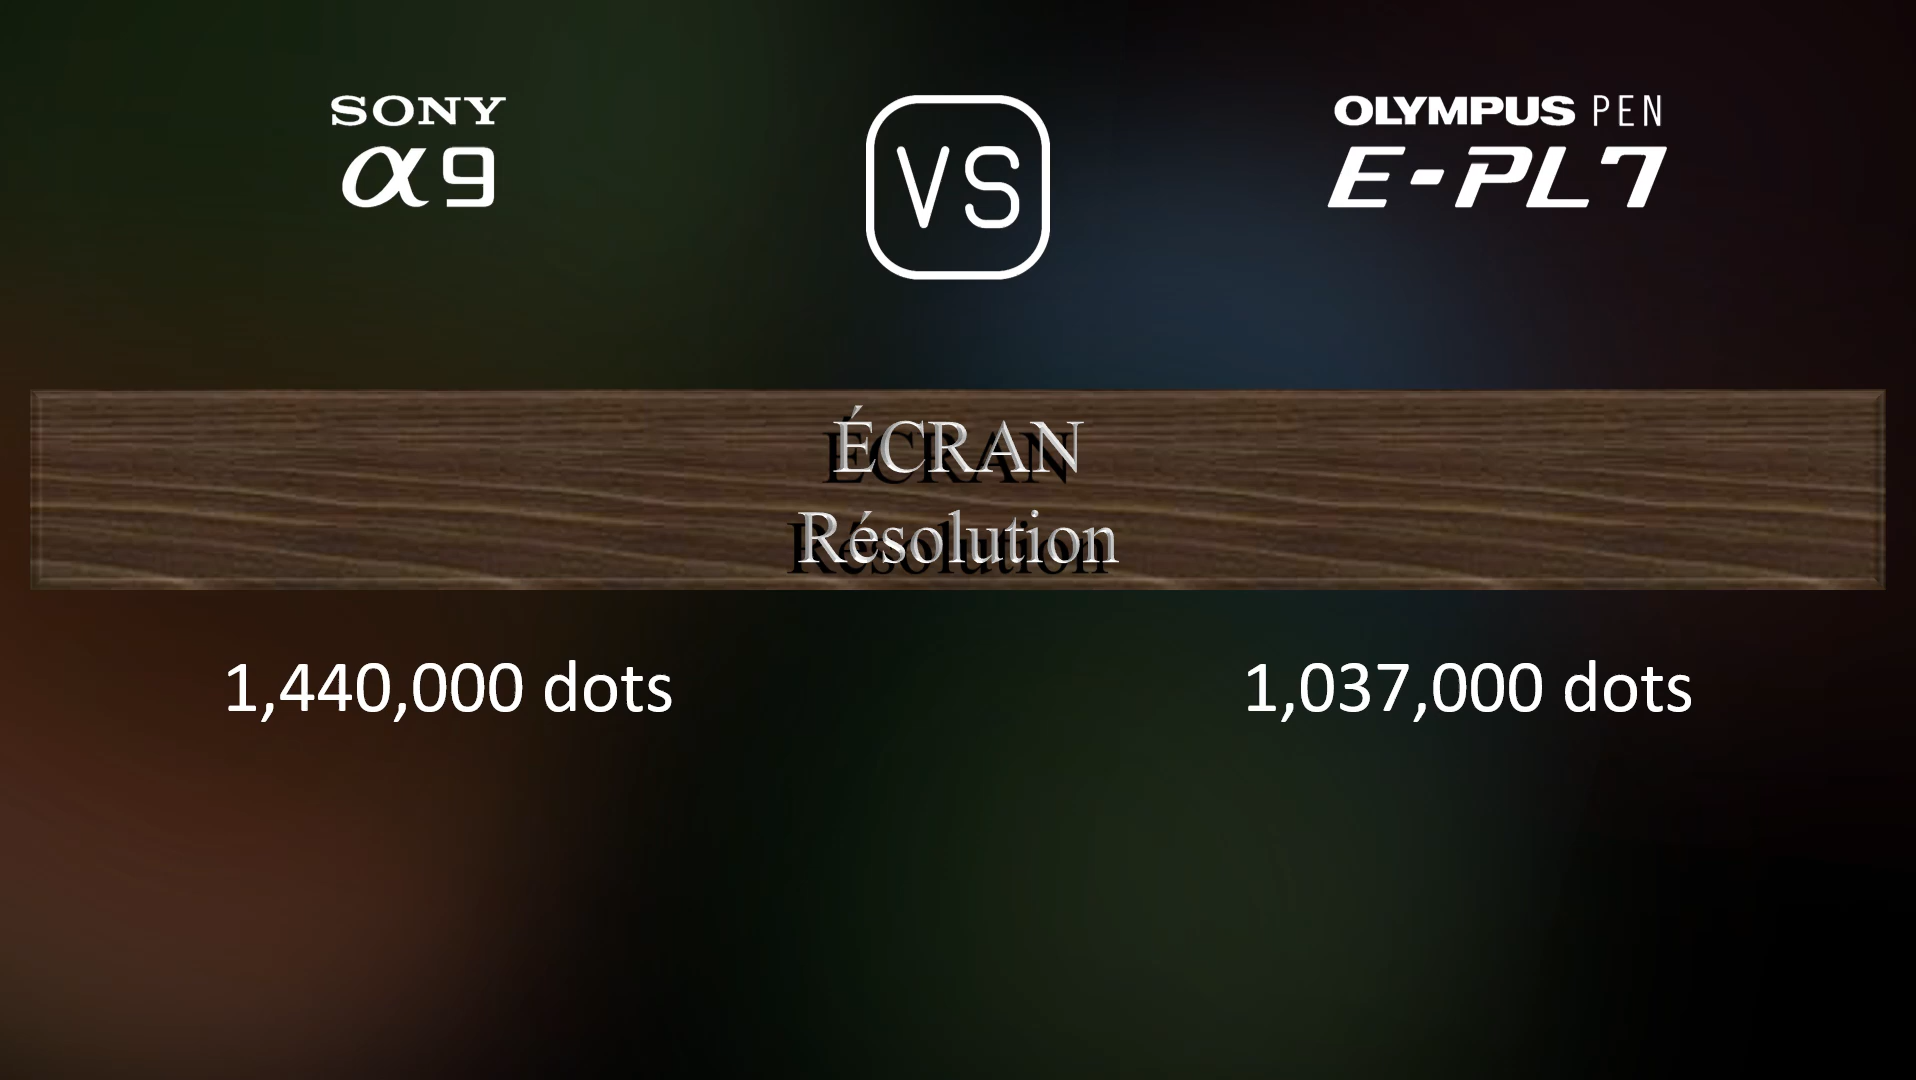 SONY
α9
VS
OLYMPUS PEN
E-PL7
ÉCRAN
Résolution
1,440,000 dots
1,037,000 dots